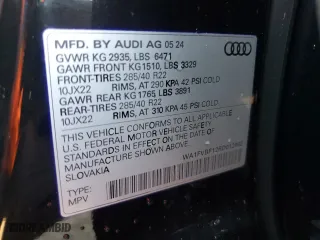 MFD. BY AUDI AG 05 24
GVWR KG 2935, LBS 6471
GAWR FRONT KG1510, LBS 3329
FRONT-TIRES 285/40 R22
10JX22 RIMS, AT 290 KPA 42 PSI COLD
GAWR REAR KG 1765 LBS 3891
REAR-TIRES 285/40 R22
10JX22 RIMS, AT 310 KPA 45 PSI COLD
THIS VEHICLE CONFORMS TO ALL APPLICABLE
U.S. FEDERAL MOTOR VEHICLE SAFETY
STANDARDS IN EFFECT ON THE DATE OF
MANUFACTURE SHOWN ABOVE.
SLOVAKIA
TYPE:
MPV